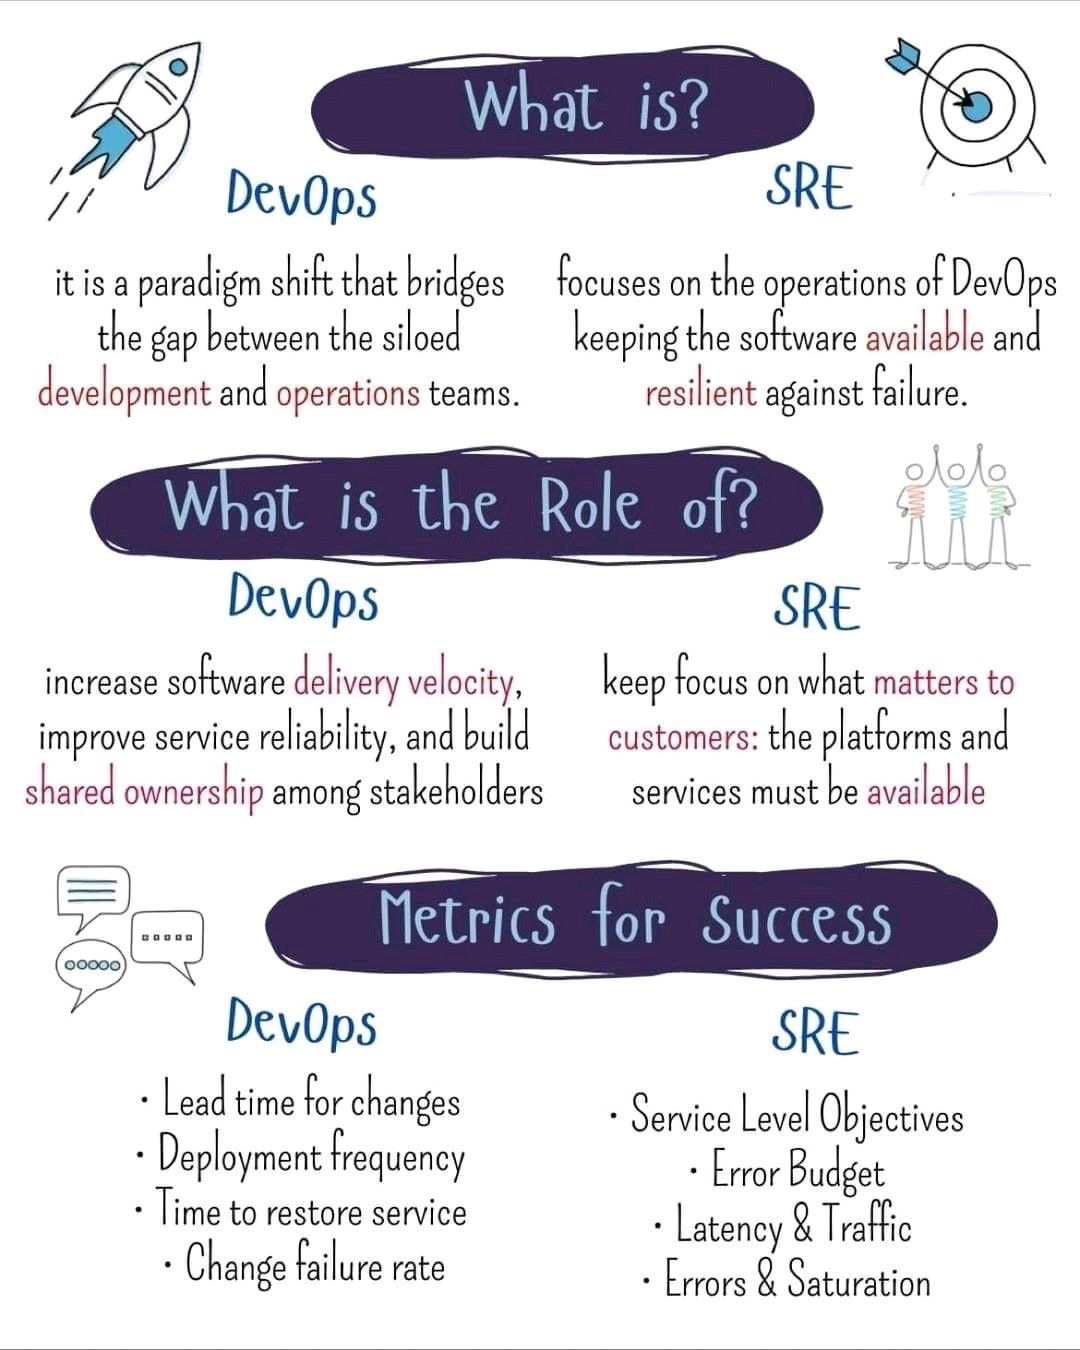 What is?
DevOps
it is a paradigm shift that bridges
the gap between the siloed
development and operations teams.
SRE
focuses on the operations of DevOps
keeping the software available and
resilient against failure.
What is the Role of?
DevOps
increase software delivery velocity,
improve service reliability, and build
shared ownership among stakeholders
SRE
keep focus on what matters to
customers: the platforms and
services must be available
Metrics for Success
DevOps
• Lead time for changes
• Deployment frequency
• Time to restore service
• Change failure rate
SRE
• Service Level Objectives
• Error Budget
• Latency & Traffic
• Errors & Saturation